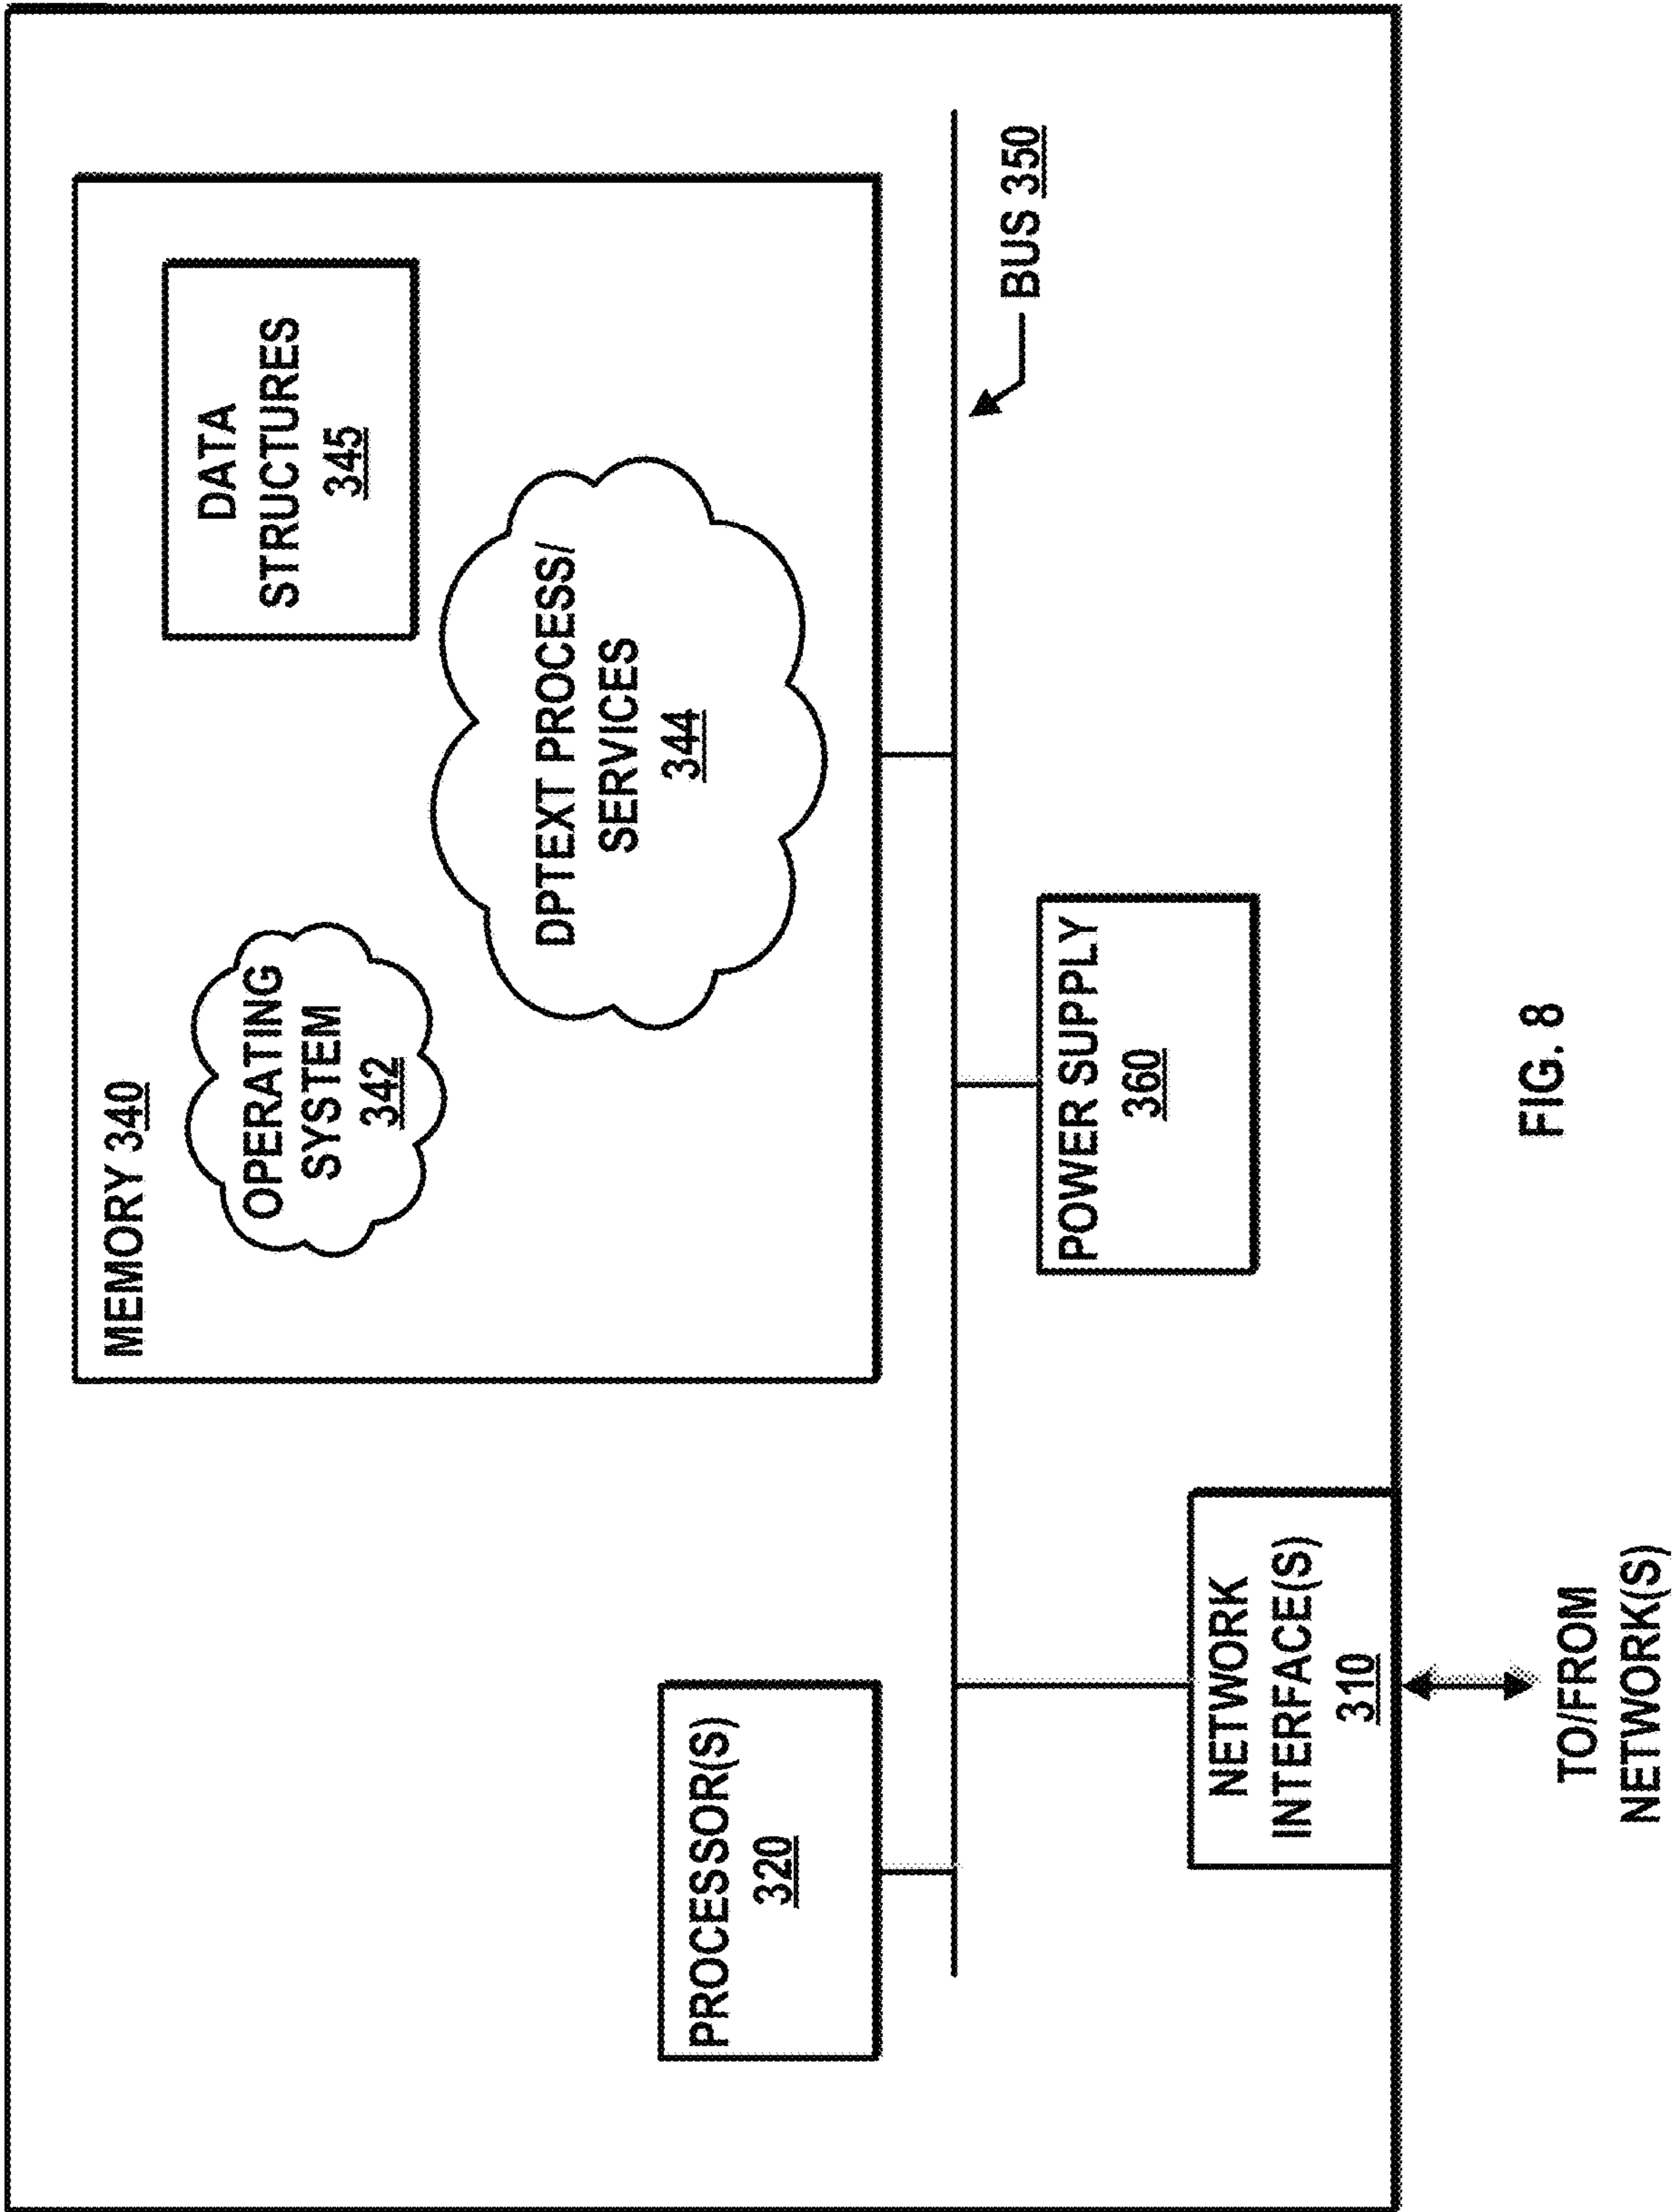 MEMORY 340
OPERATING
SYSTEM
342
DATA
STRUCTURES
345
DPTEXT PROCESS/
SERVICES
344
PROCESSOR(S)
320
BUS 350
POWER SUPPLY
360
NETWORK
INTERFACE(S)
310
TO/FROM
NETWORK(S)
FIG. 8